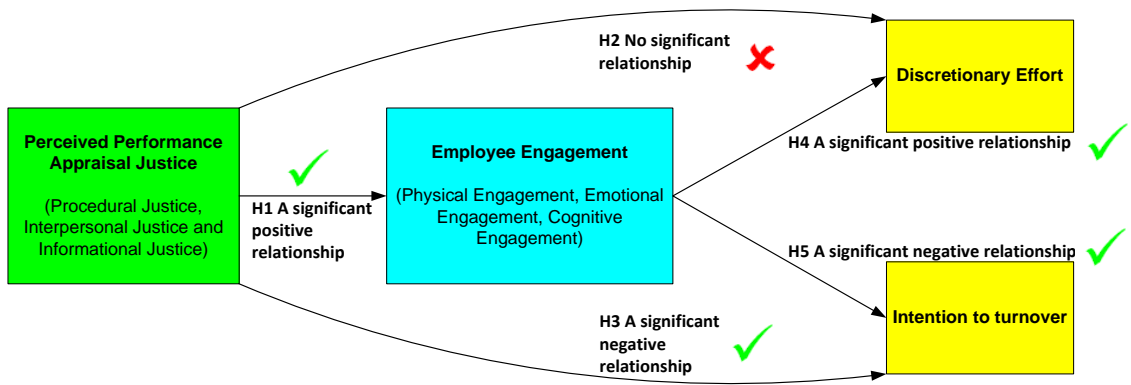 H2 No significant
relationship
Discretionary Effort
Perceived Performance
Appraisal Justice
(Procedural Justice,
Interpersonal Justice and
Informational Justice)
H1 A significant
positive
relationship
Employee Engagement
(Physical Engagement, Emotional
Engagement, Cognitive
Engagement)
H4 A significant positive relationship
H5 A significant negative relationship
Intention to turnover
H3 A significant
negative
relationship